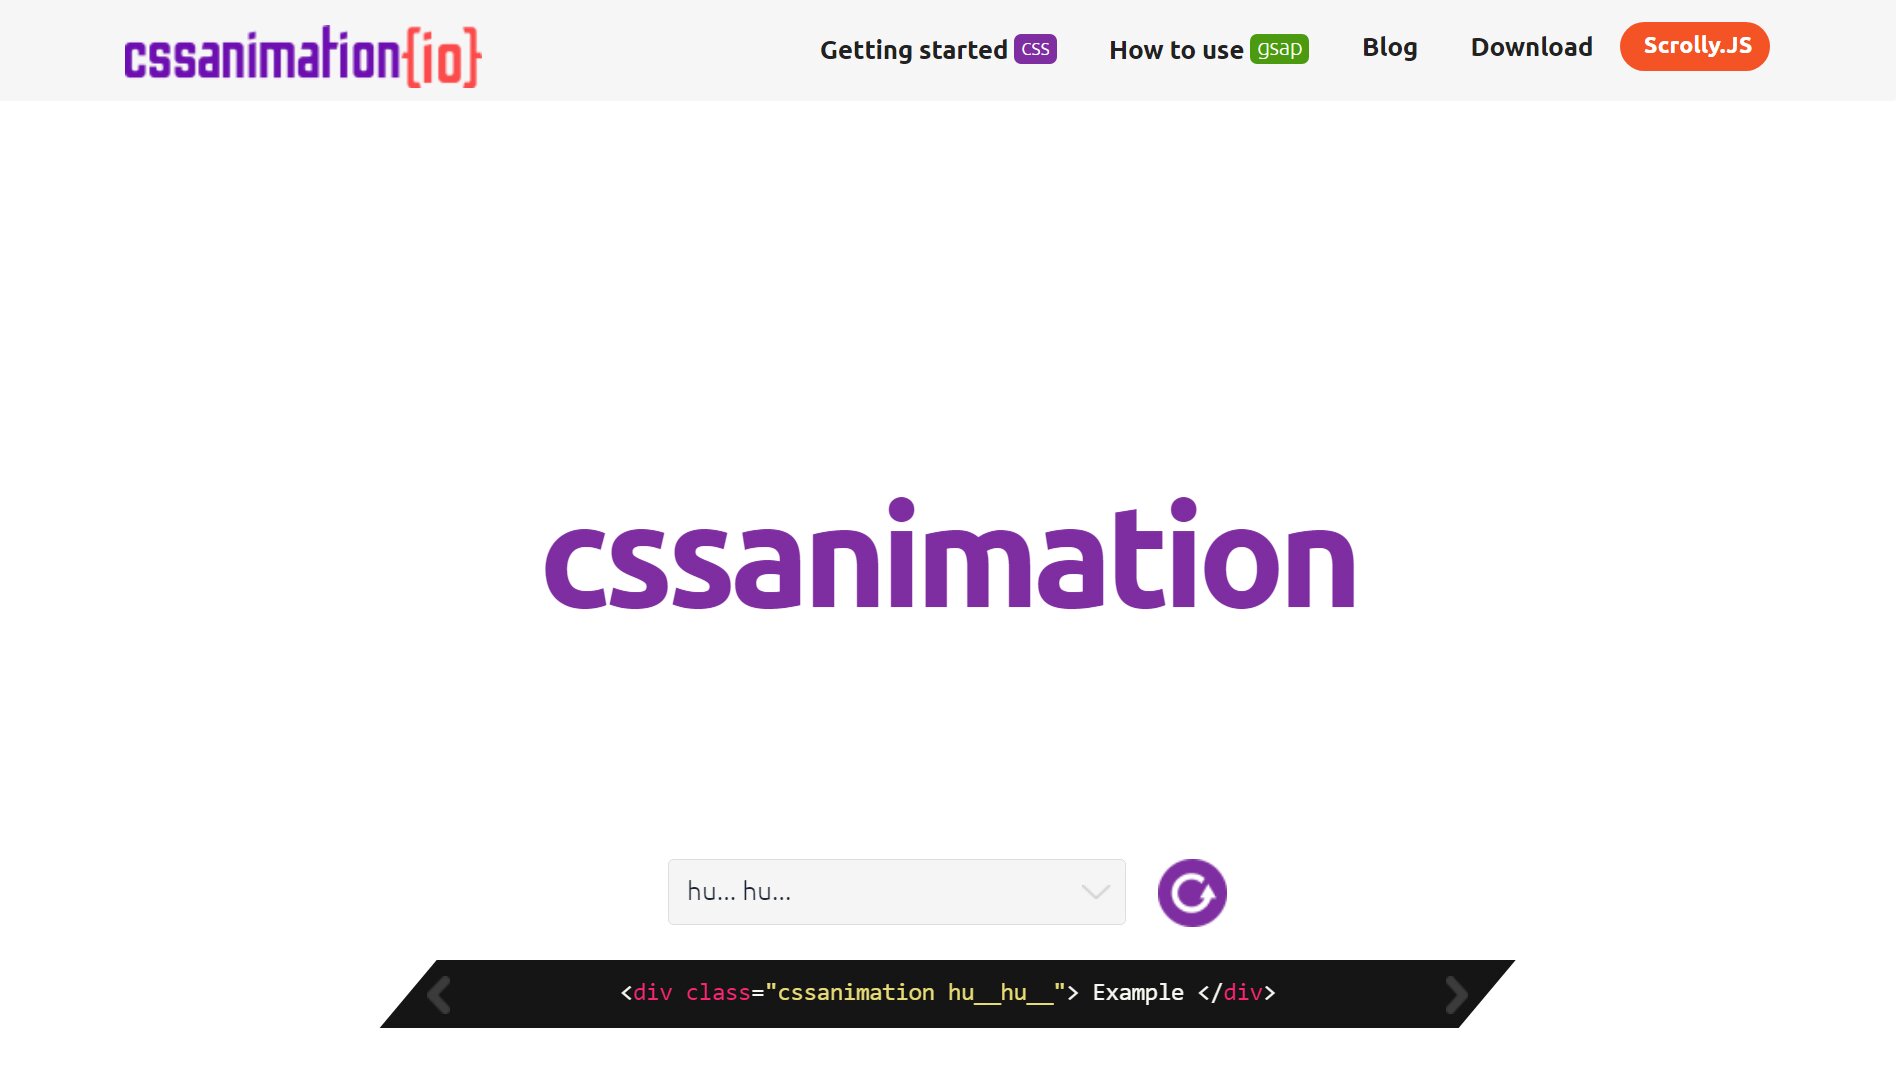 cssanimation{io}
Getting started css How to use gsap Blog Download Scrolly.JS
cssanimation
hu... hu...
<div class="cssanimation hu__hu__"> Example </div>